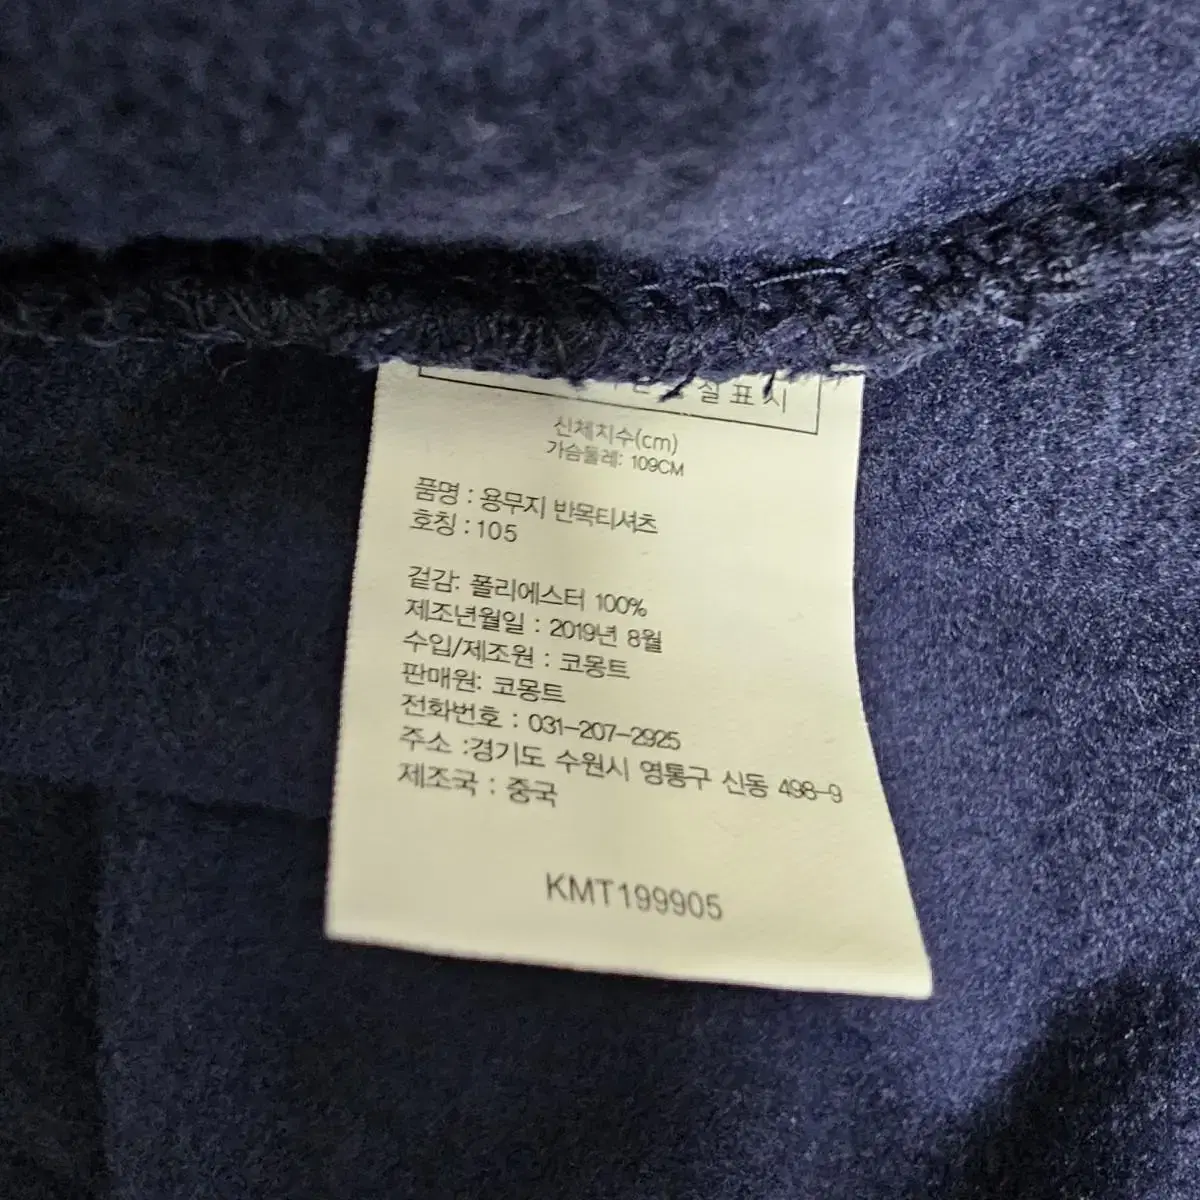 질표시
신체치수(cm)
가슴둘레: 109CM
품명 : 용무지 반목티셔츠
호칭 : 105
겉감: 폴리에스터 100%
제조년월일 : 2019년 8월
수입/제조원 : 코몽트
판매원: 코몽트
전화번호 : 031-207-2925
주소 :경기도 수원시 영통구 신동 498-9
제조국 : 중국
KMT199905